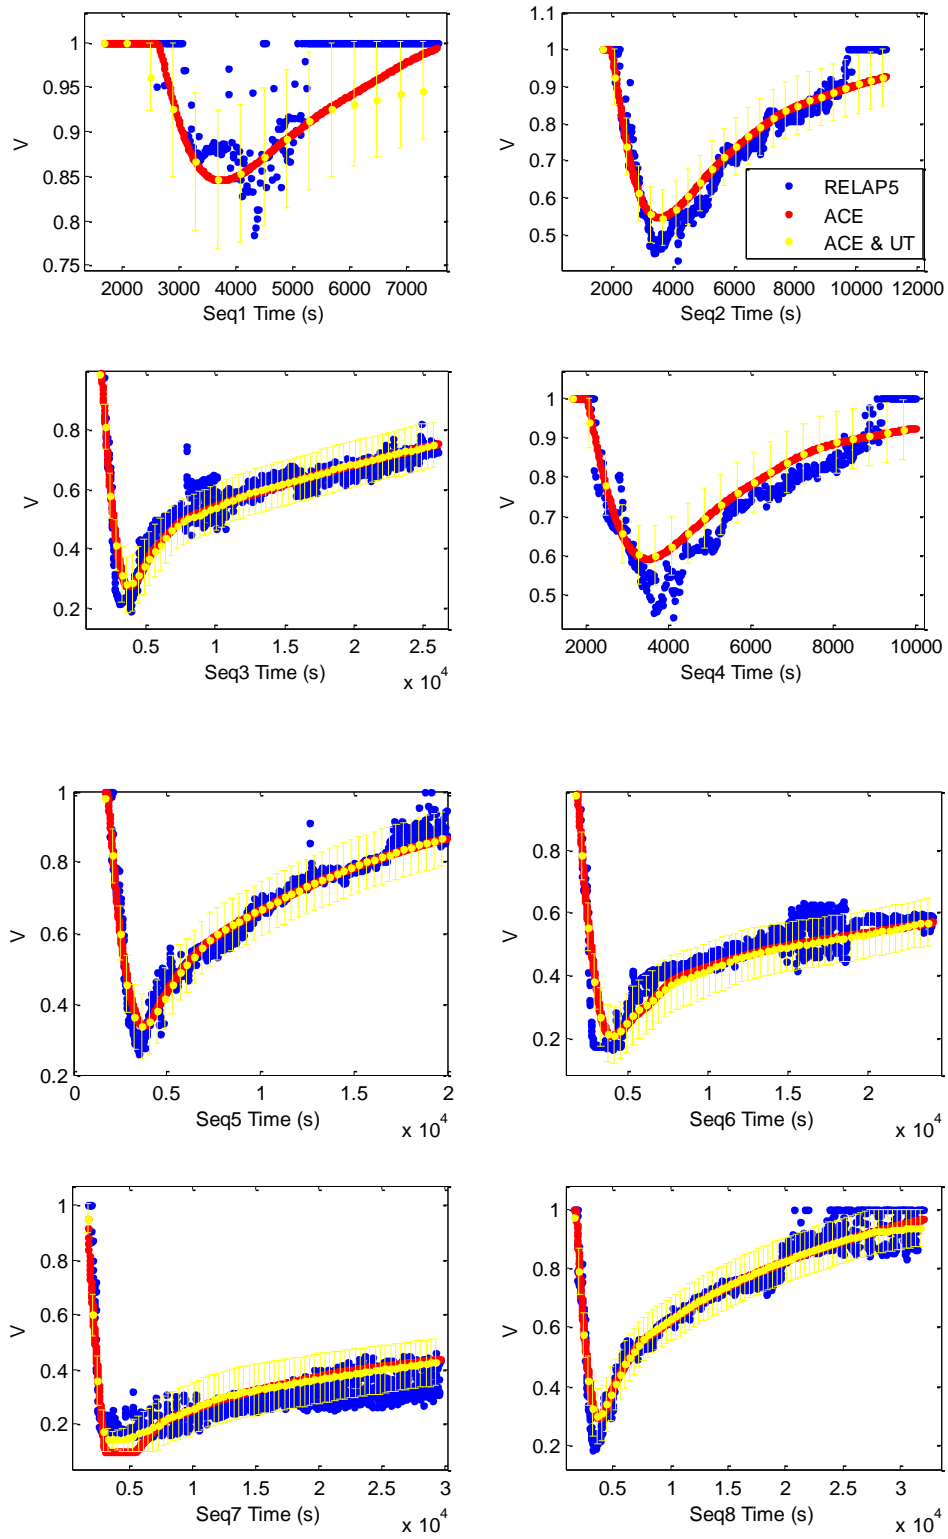 1
0.95
0.9
0.85
0.8
0.75
V
2000 3000 4000 5000 6000 7000
Seq1 Time (s)
1.1
1
0.9
0.8
0.7
0.6
0.5
V
RELAP5
ACE
ACE & UT
2000 4000 6000 8000 10000 12000
Seq2 Time (s)
0.8
0.6
0.4
0.2
V
0.5 1 1.5 2 2.5
Seq3 Time (s)
x 10^4
1
0.9
0.8
0.7
0.6
0.5
V
2000 4000 6000 8000 10000
Seq4 Time (s)
1
0.8
0.6
0.4
0.2
V
0 0.5 1 1.5 20
Seq5 Time (s)
x 10^4
0.8
0.6
0.4
0.2
V
0.5 1 1.5 2
Seq6 Time (s)
x 10^4
1
0.8
0.6
0.4
0.2
V
0.5 1 1.5 2 2.5 3
Seq7 Time (s)
x 10^4
1
0.8
0.6
0.4
0.2
V
0.5 1 1.5 2 2.5 3
Seq8 Time (s)
x 10^4